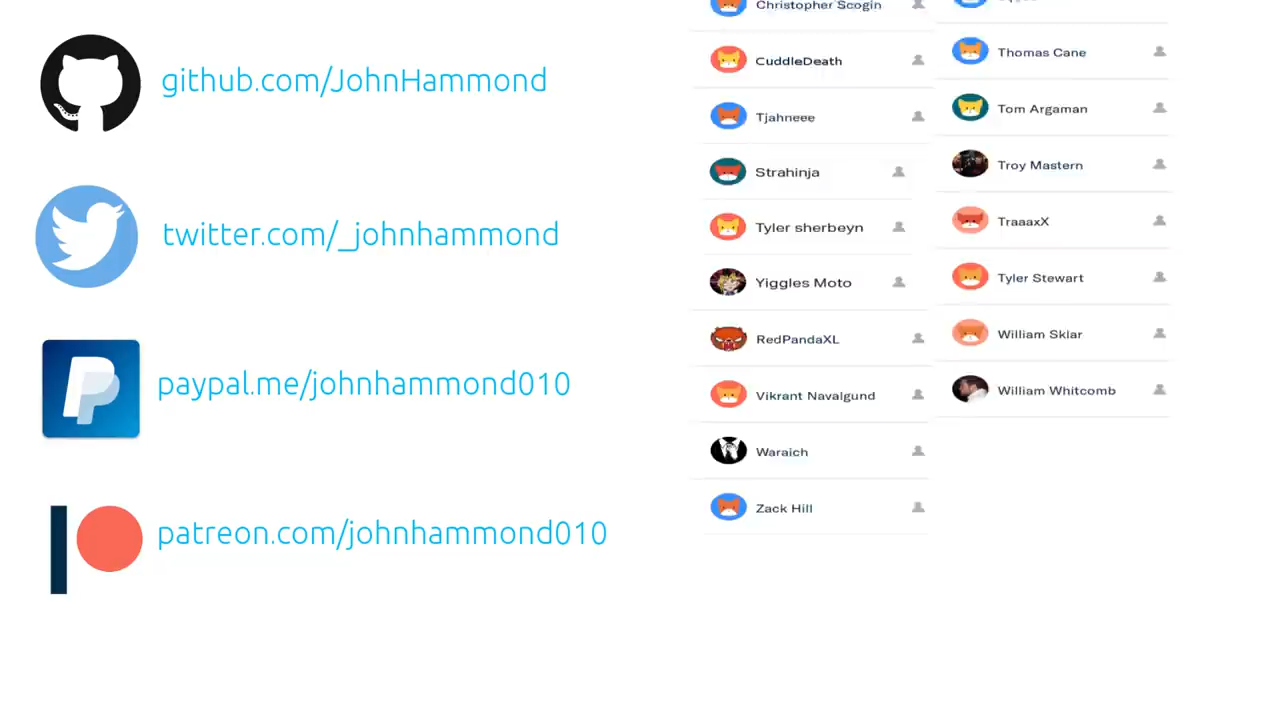 github.com/JohnHammond
twitter.com/_johnhammond
paypal.me/johnhammond010
patreon.com/johnhammond010
Christopher Scogin
CuddleDeath
Tjahneee
Strahinja
Tyler sherbeyn
Yiggles Moto
RedPandaXL
Vikrant Navalgund
Waraich
Zack Hill
Thomas Cane
Tom Argaman
Troy Mastern
TraaaxX
Tyler Stewart
William Sklar
William Whitcomb